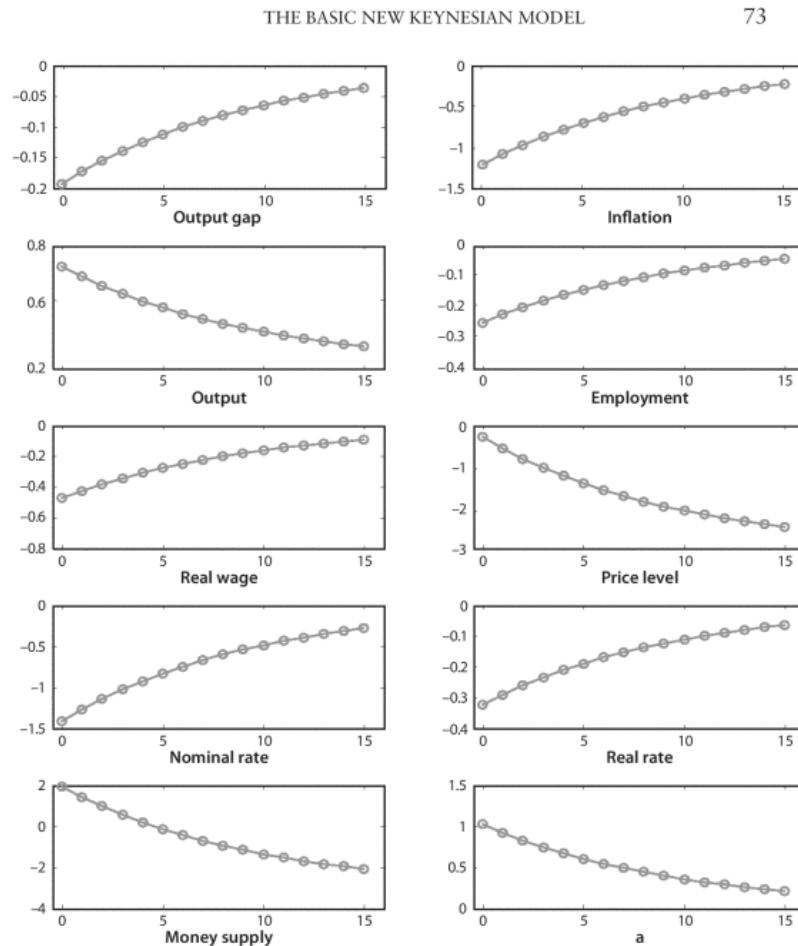 THE BASIC NEW KEYNESIAN MODEL 73
0
−0.05
−0.1
−0.15
−0.2
0 5 10 15
Output gap
0
−0.5
−1
−1.5
0 5 10 15
Inflation
0.8
0.6
0.2
0 5 10 15
Output
0
−0.1
−0.2
−0.3
−0.4
0 5 10 15
Employment
0
−0.2
−0.4
−0.6
−0.8
0 5 10 15
Real wage
0
−1
−2
−3
0 5 10 15
Price level
0
−0.5
−1
−1.5
0 5 10 15
Nominal rate
0
−0.1
−0.2
−0.3
−0.4
0 5 10 15
Real rate
2
0
−2
−4
0 5 10 15
Money supply
1.5
1
0.5
0
0 5 10 15
a